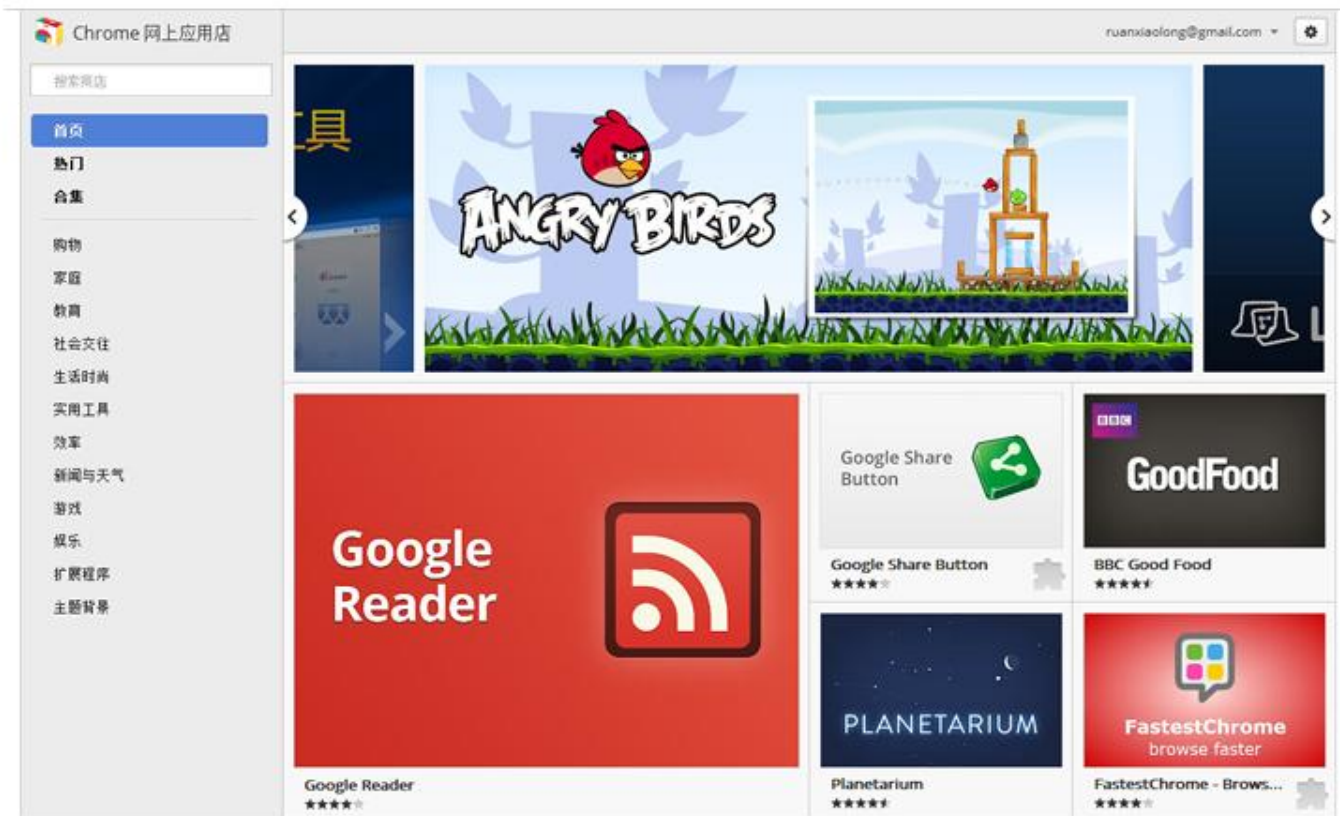 Chrome 网上应用店
ruanxiaolong@gmail.com
搜索商店
首页
热门
合集
购物
家庭
教育
社会交往
生活时尚
实用工具
效率
新闻与天气
游戏
娱乐
扩展程序
主题背景
工具
ANGRY BIRDS
L
Google
Reader
Google Reader
Google Share
Button
Google Share Button
BBC
GoodFood
BBC Good Food
PLANETARIUM
Planetarium
FastestChrome
browse faster
FastestChrome - Brows...